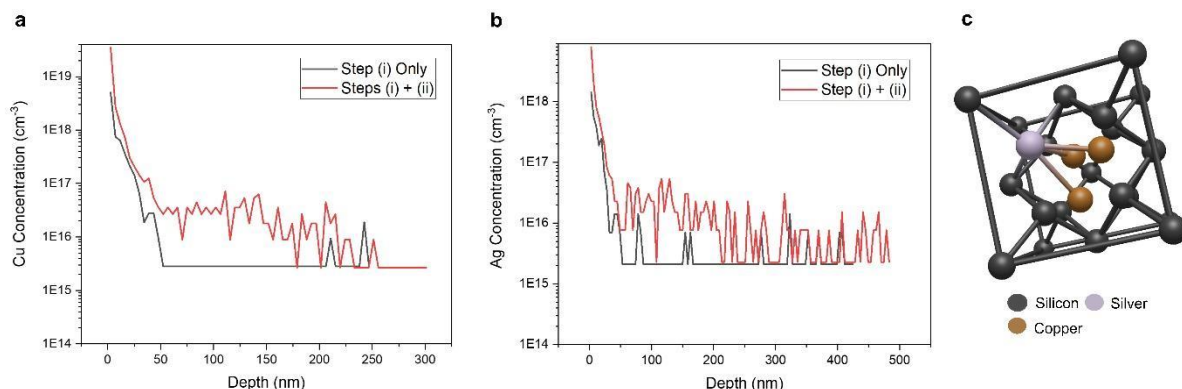 a
1E19
1E18
1E17
1E16
1E15
1E14
Cu Concentration (cm⁻³)
Step (i) Only
Steps (i) + (ii)
0
50
100
150
200
250
300
Depth (nm)
b
1E18
1E17
1E16
1E15
1E14
Ag Concentration (cm⁻³)
Step (i) Only
Step (i) + (ii)
0
100
200
300
400
500
Depth (nm)
c
Silicon
Silver
Copper